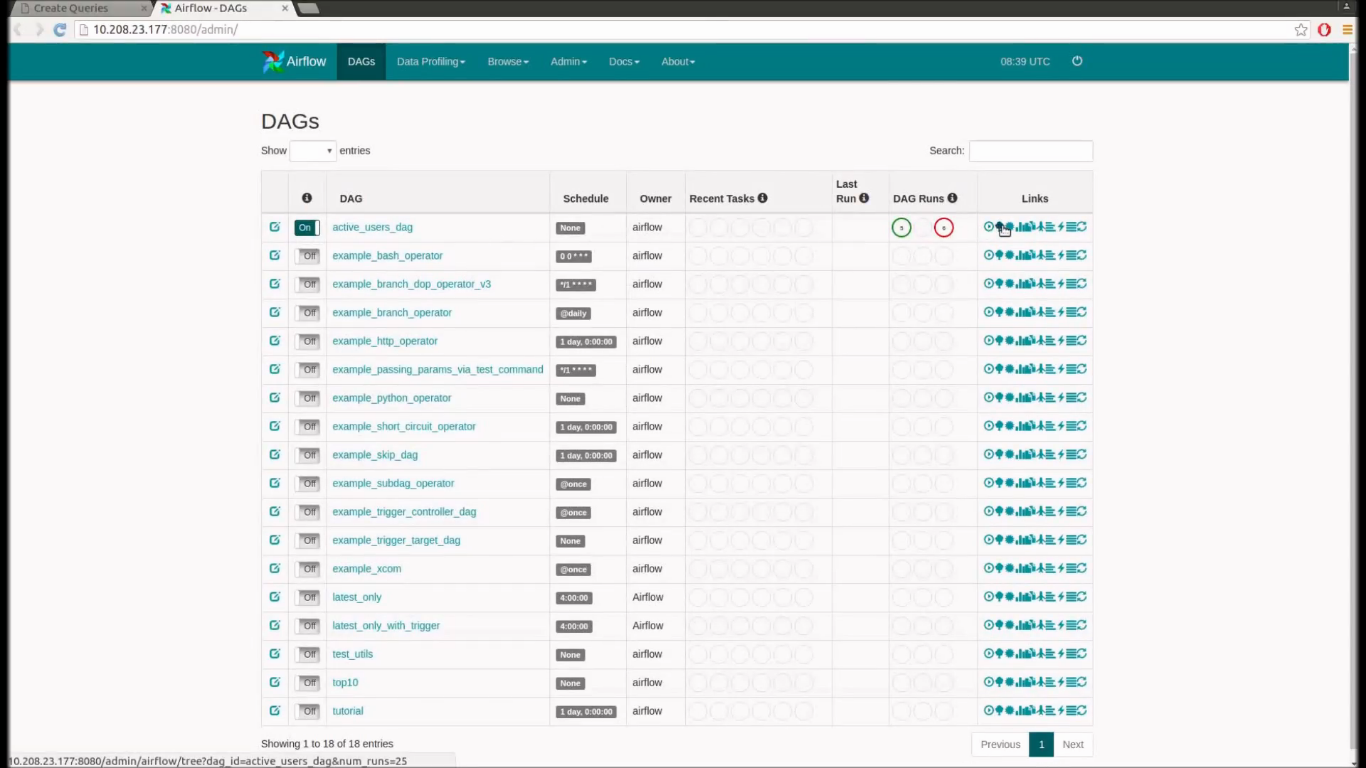 Create Queries
Airflow - DAGs
10.208.23.177:8080/admin/
Airflow DAGs Data Profiling Browse Admin Docs About 08:39 UTC
DAGs
Show entries Search:
DAG Schedule Owner Recent Tasks Last Run DAG Runs Links
On active_users_dag None airflow 5
Off example_bash_operator 0 0 * * * airflow
Off example_branch_dop_operator_v3 */1 * * * * airflow
Off example_branch_operator @daily airflow
Off example_http_operator 1 day, 0:00:00 airflow
Off example_passing_params_via_test_command */1 * * * * airflow
Off example_python_operator None airflow
Off example_short_circuit_operator 1 day, 0:00:00 airflow
Off example_skip_dag 1 day, 0:00:00 airflow
Off example_subdag_operator @once airflow
Off example_trigger_controller_dag @once airflow
Off example_trigger_target_dag None airflow
Off example_xcom @once airflow
Off latest_only 4:00:00 Airflow
Off latest_only_with_trigger 4:00:00 Airflow
Off test_utils None airflow
Off top10 None airflow
Off tutorial 1 day, 0:00:00 airflow
Showing 1 to 18 of 18 entries Previous 1 Next
10.208.23.177:8080/admin/airflow/tree?dag_id=active_users_dag&num_runs=25